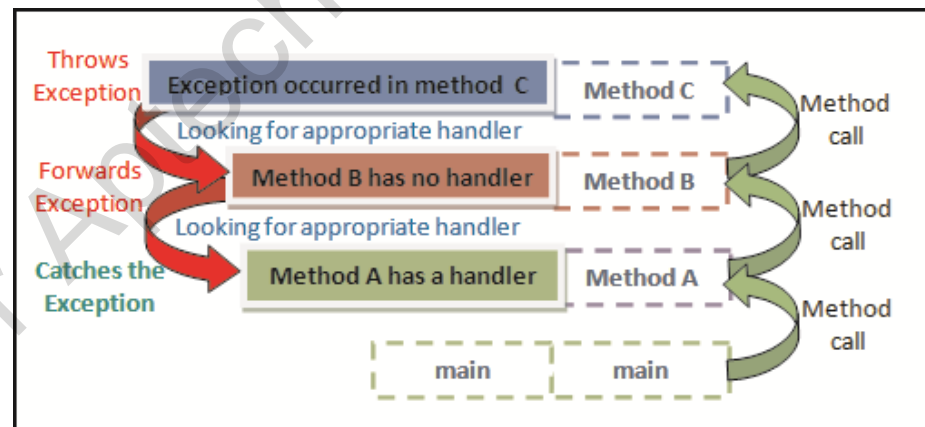 Throws
Exception
Exception occurred in method C
Method C
Method
call
Looking for appropriate handler
Forwards
Exception
Method B has no handler
Method B
Method
call
Looking for appropriate handler
Catches the
Exception
Method A has a handler
Method A
Method
call
main
main
Aptech